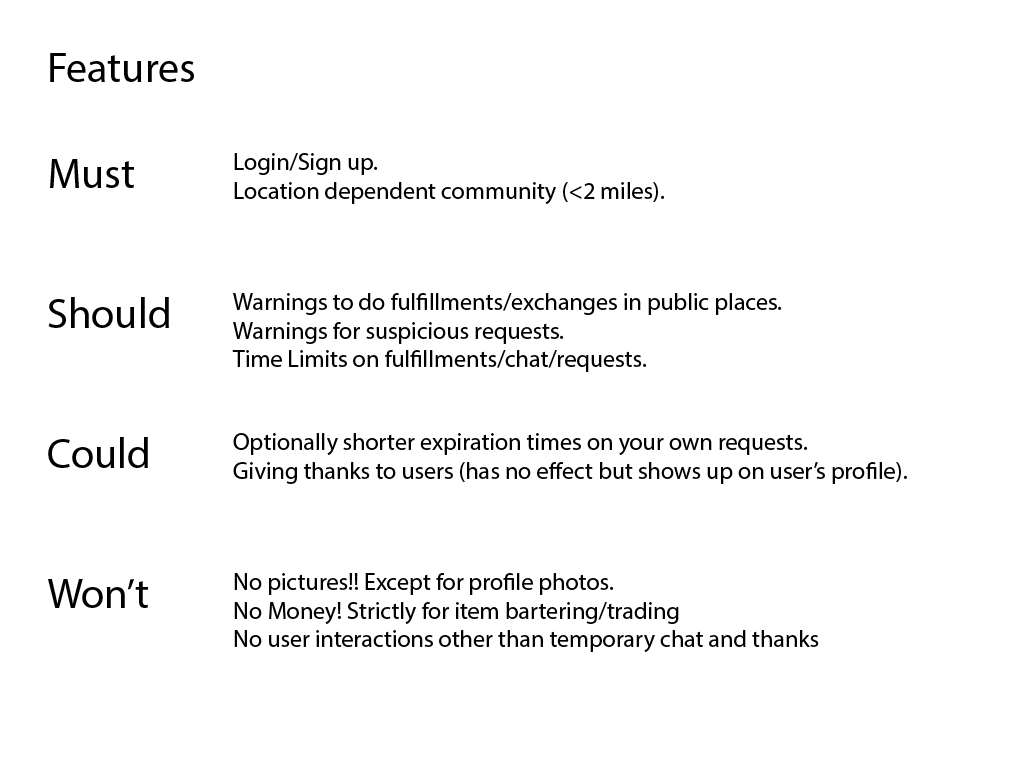 Features
Must
Login/Sign up.
Location dependent community (<2 miles).
Should
Warnings to do fulfillments/exchanges in public places.
Warnings for suspicious requests.
Time Limits on fulfillments/chat/requests.
Could
Optionally shorter expiration times on your own requests.
Giving thanks to users (has no effect but shows up on user’s profile).
Won’t
No pictures!! Except for profile photos.
No Money! Strictly for item bartering/trading
No user interactions other than temporary chat and thanks